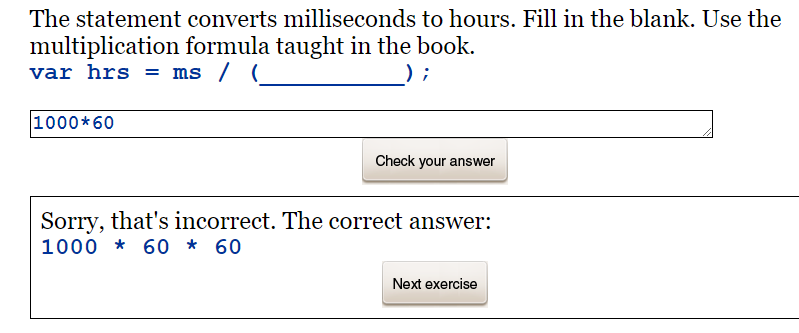 The statement converts milliseconds to hours. Fill in the blank. Use the
multiplication formula taught in the book.
var hrs = ms / (__________);
1000*60
Check your answer
Sorry, that's incorrect. The correct answer:
1000 * 60 * 60
Next exercise